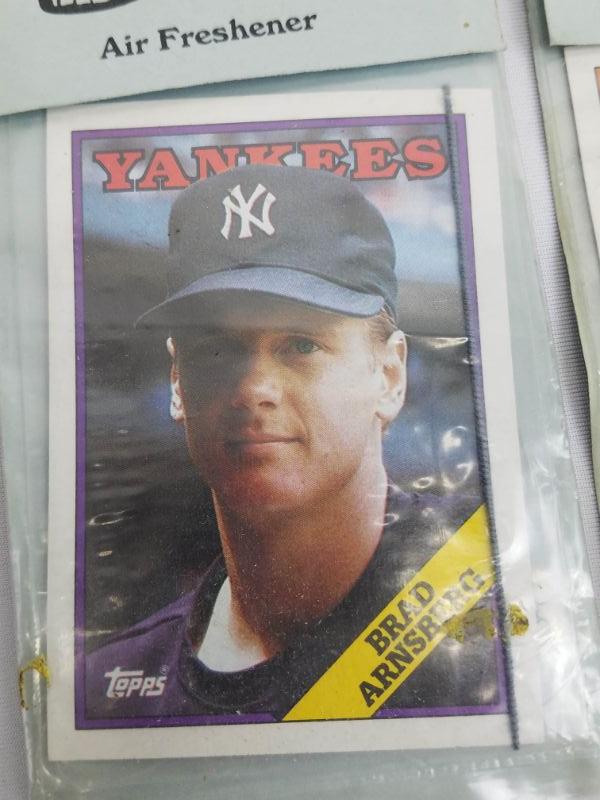 Air Freshener
YANKEES
NY
BRAD
ARNSBERG
TOPPS®